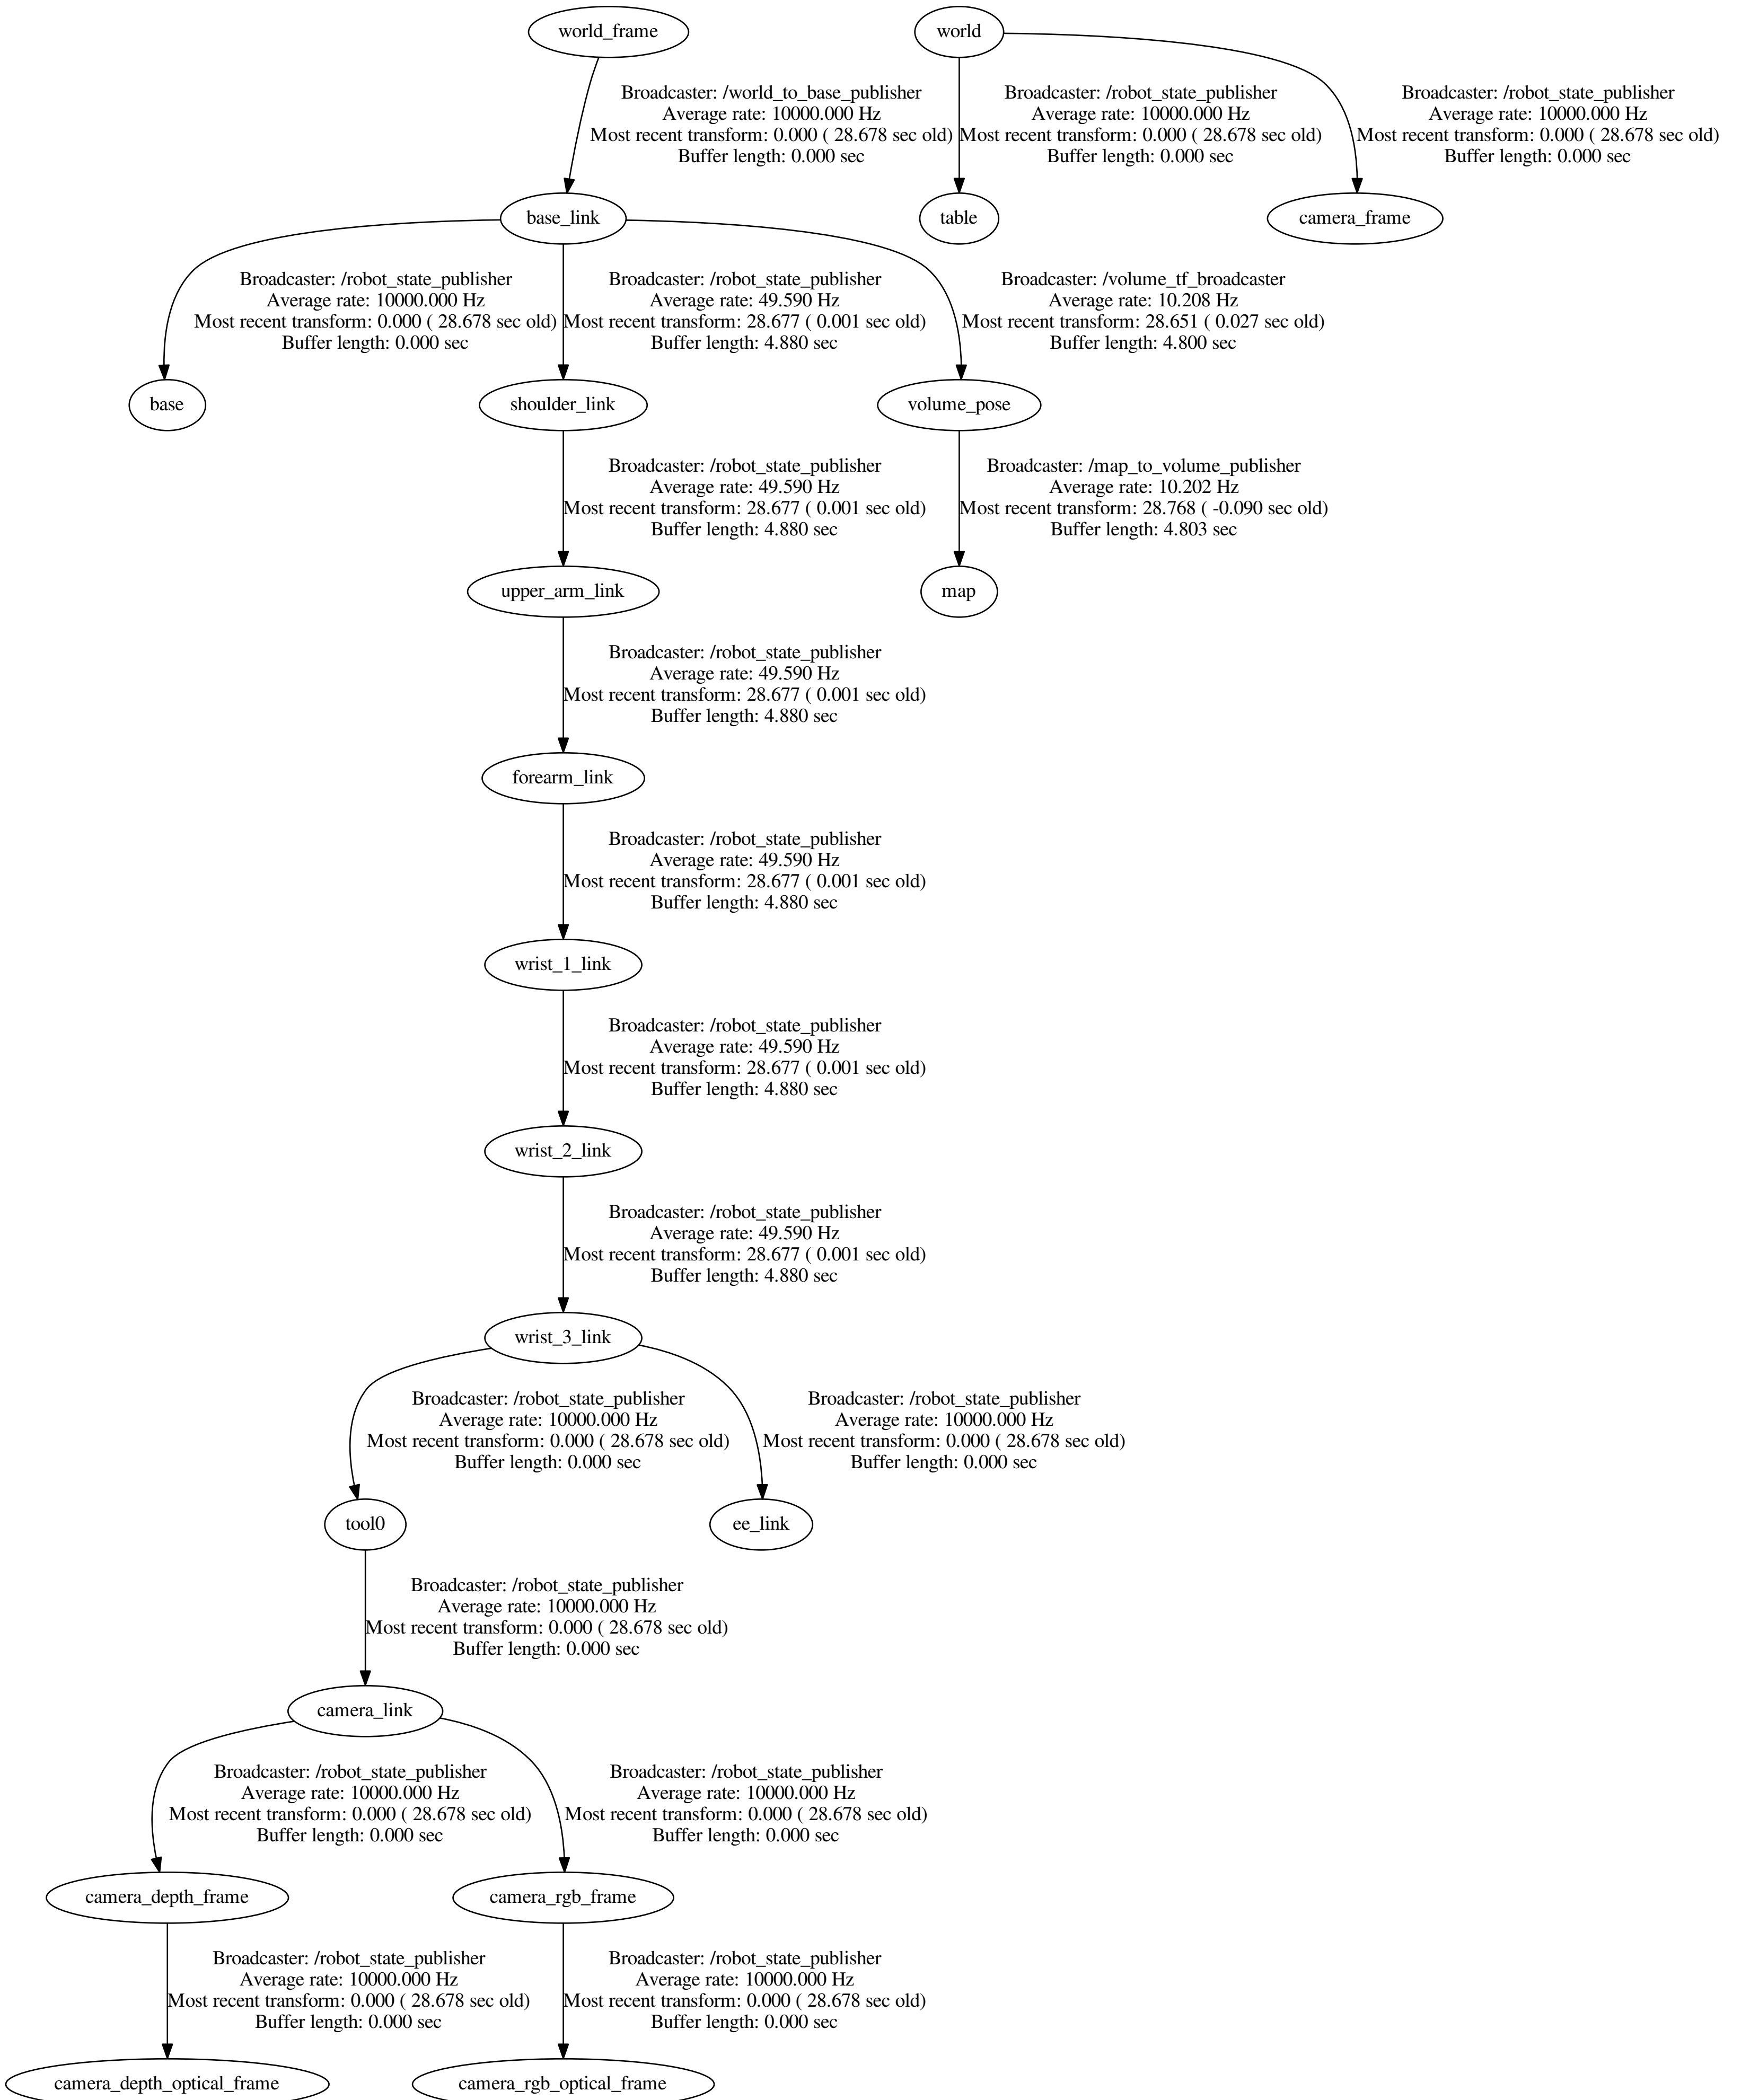 world_frame
world
Broadcaster: /world_to_base_publisher
Average rate: 10000.000 Hz
Most recent transform: 0.000 ( 28.678 sec old)
Buffer length: 0.000 sec
Broadcaster: /robot_state_publisher
Average rate: 10000.000 Hz
Most recent transform: 0.000 ( 28.678 sec old)
Buffer length: 0.000 sec
Broadcaster: /robot_state_publisher
Average rate: 10000.000 Hz
Most recent transform: 0.000 ( 28.678 sec old)
Buffer length: 0.000 sec
base_link
table
camera_frame
Broadcaster: /robot_state_publisher
Average rate: 10000.000 Hz
Most recent transform: 0.000 ( 28.678 sec old)
Buffer length: 0.000 sec
Broadcaster: /robot_state_publisher
Average rate: 49.590 Hz
Most recent transform: 28.677 ( 0.001 sec old)
Buffer length: 4.880 sec
Broadcaster: /volume_tf_broadcaster
Average rate: 10.208 Hz
Most recent transform: 28.651 ( 0.027 sec old)
Buffer length: 4.800 sec
base
shoulder_link
volume_pose
Broadcaster: /robot_state_publisher
Average rate: 49.590 Hz
Most recent transform: 28.677 ( 0.001 sec old)
Buffer length: 4.880 sec
Broadcaster: /map_to_volume_publisher
Average rate: 10.202 Hz
Most recent transform: 28.768 ( -0.090 sec old)
Buffer length: 4.803 sec
upper_arm_link
map
Broadcaster: /robot_state_publisher
Average rate: 49.590 Hz
Most recent transform: 28.677 ( 0.001 sec old)
Buffer length: 4.880 sec
forearm_link
Broadcaster: /robot_state_publisher
Average rate: 49.590 Hz
Most recent transform: 28.677 ( 0.001 sec old)
Buffer length: 4.880 sec
wrist_1_link
Broadcaster: /robot_state_publisher
Average rate: 49.590 Hz
Most recent transform: 28.677 ( 0.001 sec old)
Buffer length: 4.880 sec
wrist_2_link
Broadcaster: /robot_state_publisher
Average rate: 49.590 Hz
Most recent transform: 28.677 ( 0.001 sec old)
Buffer length: 4.880 sec
wrist_3_link
Broadcaster: /robot_state_publisher
Average rate: 10000.000 Hz
Most recent transform: 0.000 ( 28.678 sec old)
Buffer length: 0.000 sec
Broadcaster: /robot_state_publisher
Average rate: 10000.000 Hz
Most recent transform: 0.000 ( 28.678 sec old)
Buffer length: 0.000 sec
tool0
ee_link
Broadcaster: /robot_state_publisher
Average rate: 10000.000 Hz
Most recent transform: 0.000 ( 28.678 sec old)
Buffer length: 0.000 sec
camera_link
Broadcaster: /robot_state_publisher
Average rate: 10000.000 Hz
Most recent transform: 0.000 ( 28.678 sec old)
Buffer length: 0.000 sec
Broadcaster: /robot_state_publisher
Average rate: 10000.000 Hz
Most recent transform: 0.000 ( 28.678 sec old)
Buffer length: 0.000 sec
camera_depth_frame
camera_rgb_frame
Broadcaster: /robot_state_publisher
Average rate: 10000.000 Hz
Most recent transform: 0.000 ( 28.678 sec old)
Buffer length: 0.000 sec
Broadcaster: /robot_state_publisher
Average rate: 10000.000 Hz
Most recent transform: 0.000 ( 28.678 sec old)
Buffer length: 0.000 sec
camera_depth_optical_frame
camera_rgb_optical_frame